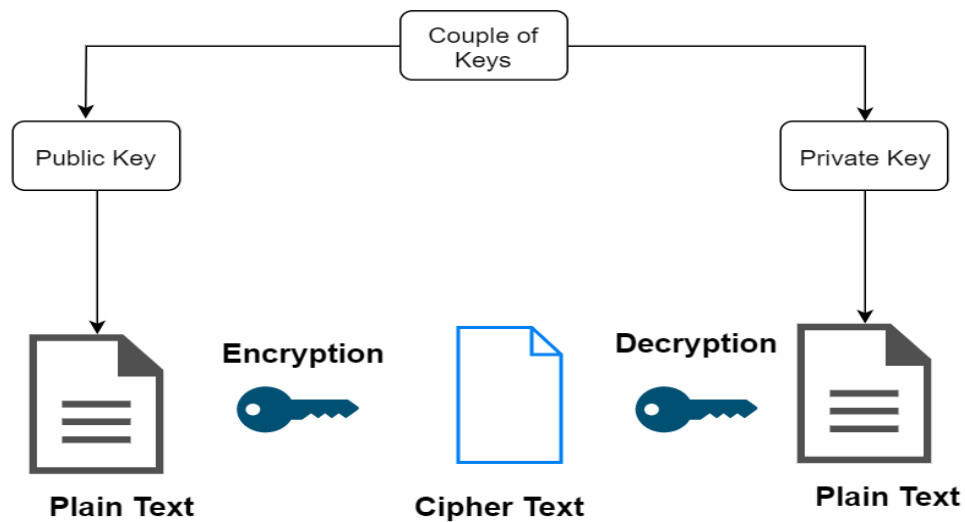 Couple of
Keys
Public Key
Private Key
Encryption
Decryption
Plain Text
Cipher Text
Plain Text